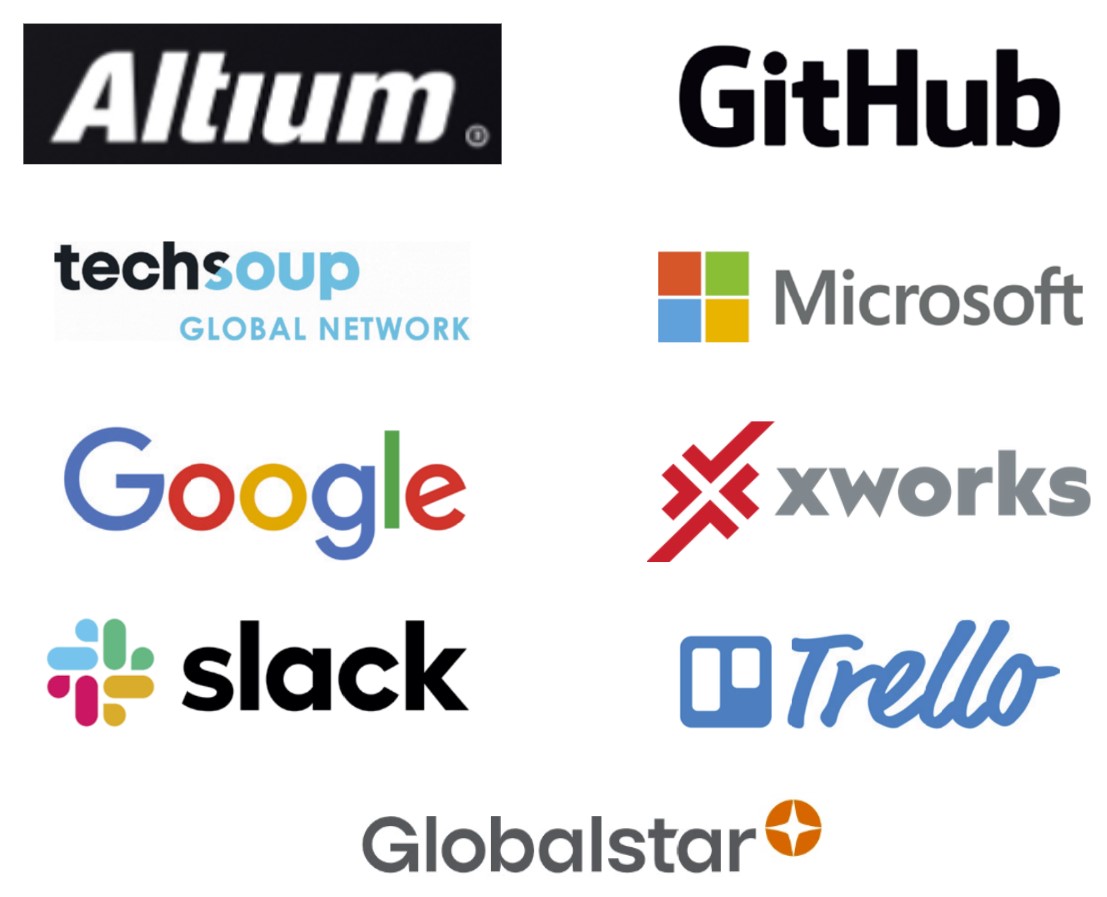 Altium®
GitHub
techsoup
GLOBAL NETWORK
Microsoft
Google
xworks
slack
Trello
Globalstar